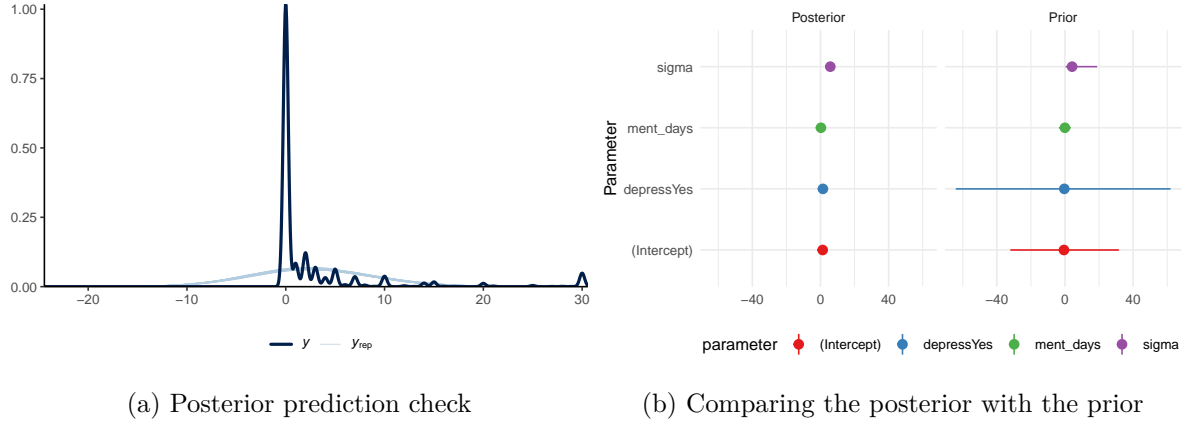 1.00
0.75
0.50
0.25
0.00
−20
−10
0
10
20
30
y
yrep
(a) Posterior prediction check
Posterior
Prior
Parameter
sigma
ment_days
depressYes
(Intercept)
−40
0
40
−40
0
40
parameter
(Intercept)
depressYes
ment_days
sigma
(b) Comparing the posterior with the prior